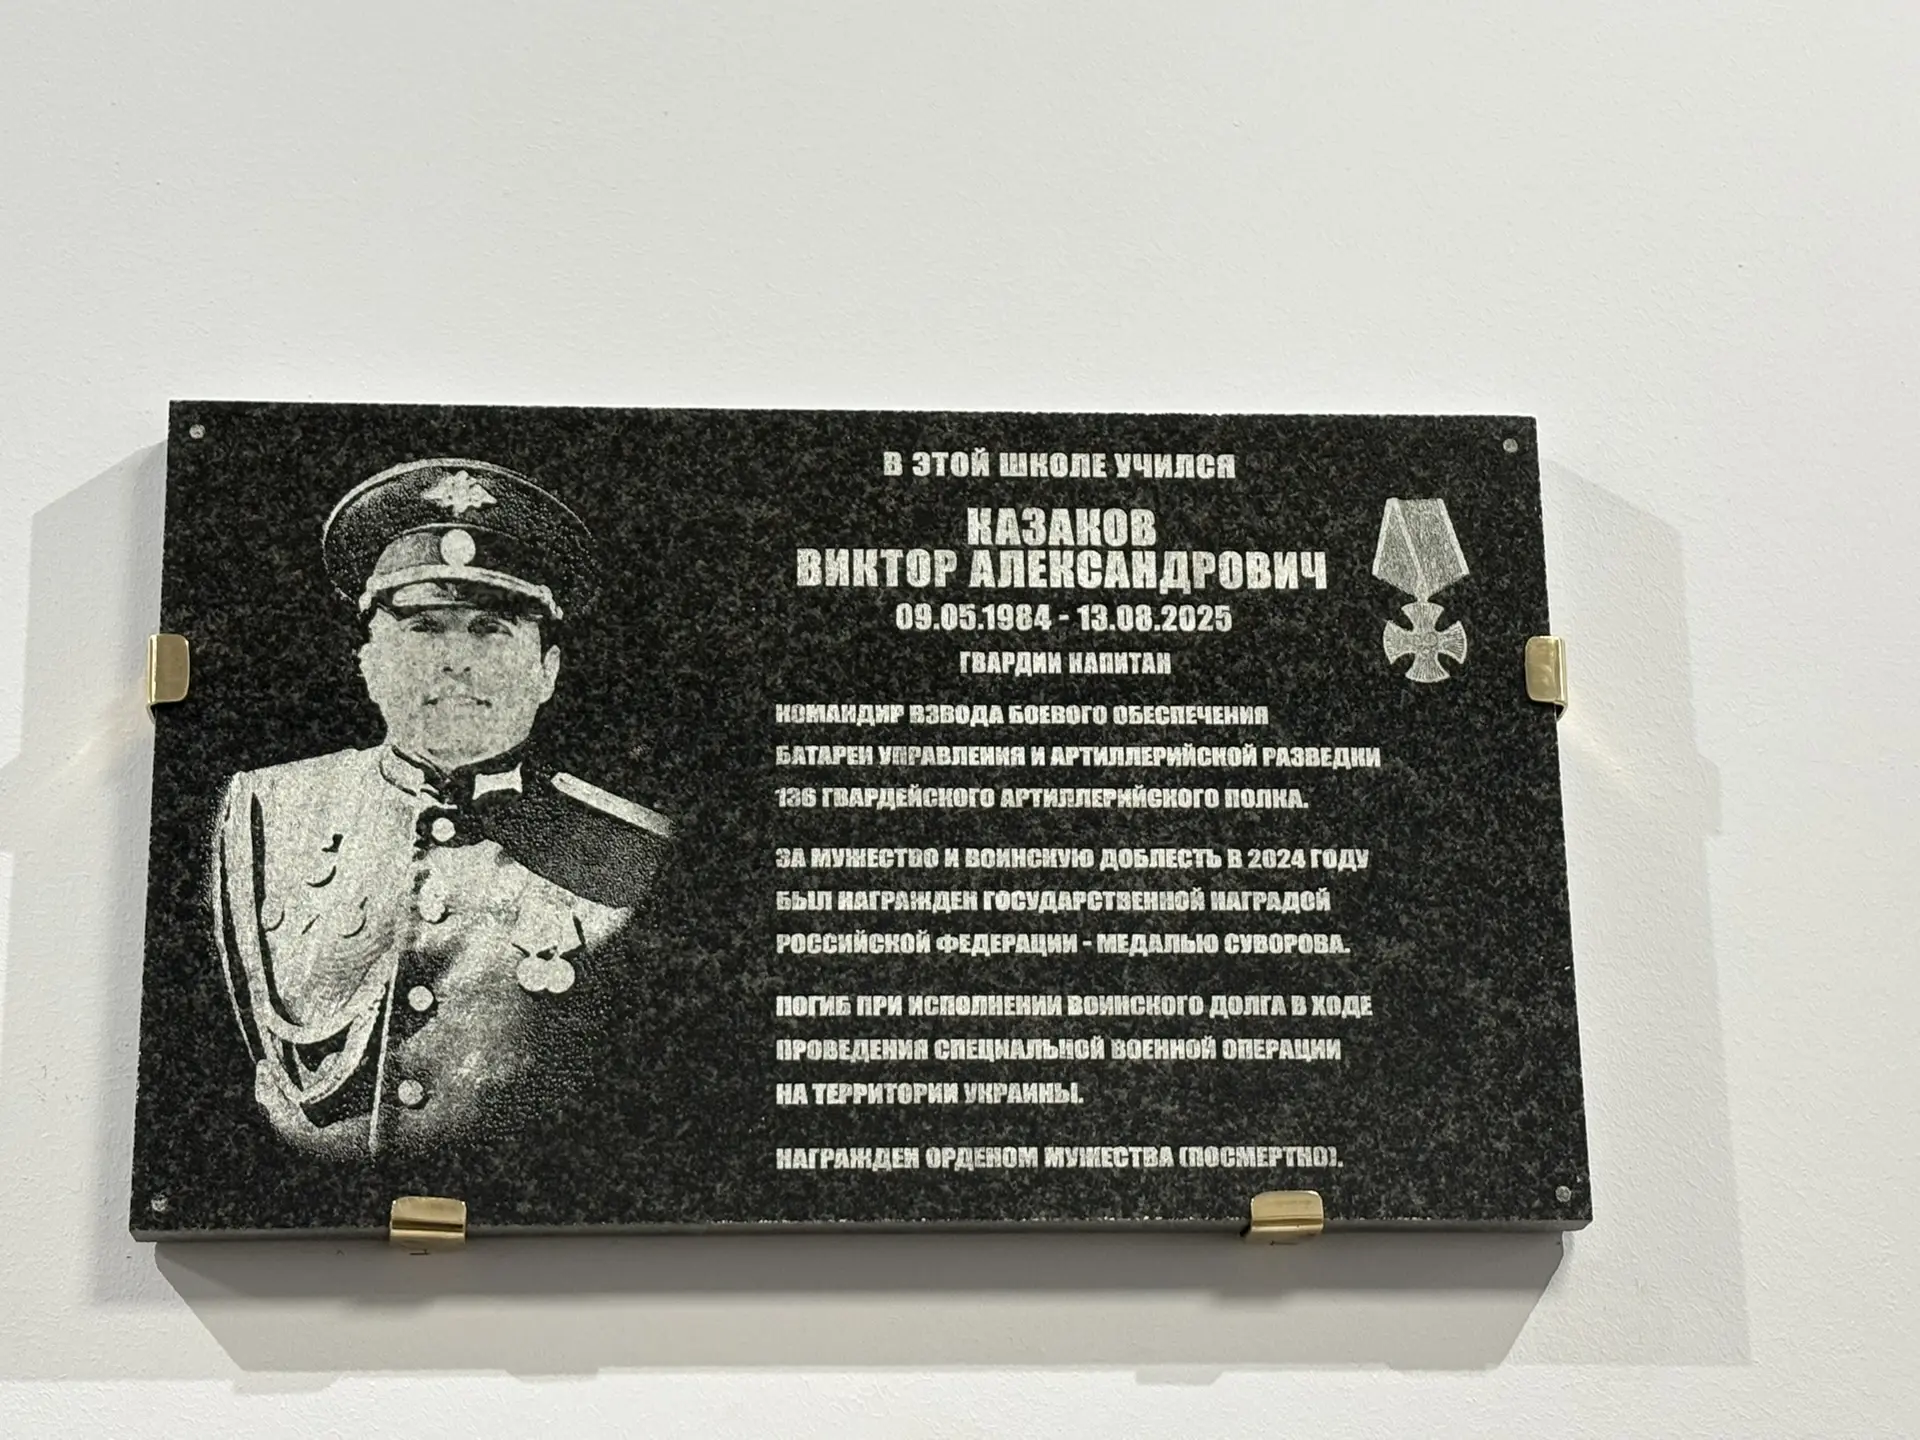 В ЭТОЙ ШКОЛЕ УЧИЛСЯ
КАЗАКОВ
ВИКТОР АЛЕКСАНДРОВИЧ
09.05.1984 - 13.08.2025
ГВАРДИИ КАПИТАН
КОМАНДИР ВЗВОДА БОЕВОГО ОБЕСПЕЧЕНИЯ
БАТАРЕИ УПРАВЛЕНИЯ И АРТИЛЛЕРИЙСКОЙ РАЗВЕДКИ
136 ГВАРДЕЙСКОГО АРТИЛЛЕРИЙСКОГО ПОЛКА.
ЗА МУЖЕСТВО И ВОИНСКУЮ ДОБЛЕСТЬ В 2024 ГОДУ
БЫЛ НАГРАЖДЕН ГОСУДАРСТВЕННОЙ НАГРАДОЙ
РОССИЙСКОЙ ФЕДЕРАЦИИ - МЕДАЛЬЮ СУВОРОВА.
ПОГИБ ПРИ ИСПОЛНЕНИИ ВОИНСКОГО ДОЛГА В ХОДЕ
ПРОВЕДЕНИЯ СПЕЦИАЛЬНОЙ ВОЕННОЙ ОПЕРАЦИИ
НА ТЕРРИТОРИИ УКРАИНЫ.
НАГРАЖДЕН ОРДЕНОМ МУЖЕСТВА (ПОСМЕРТНО).